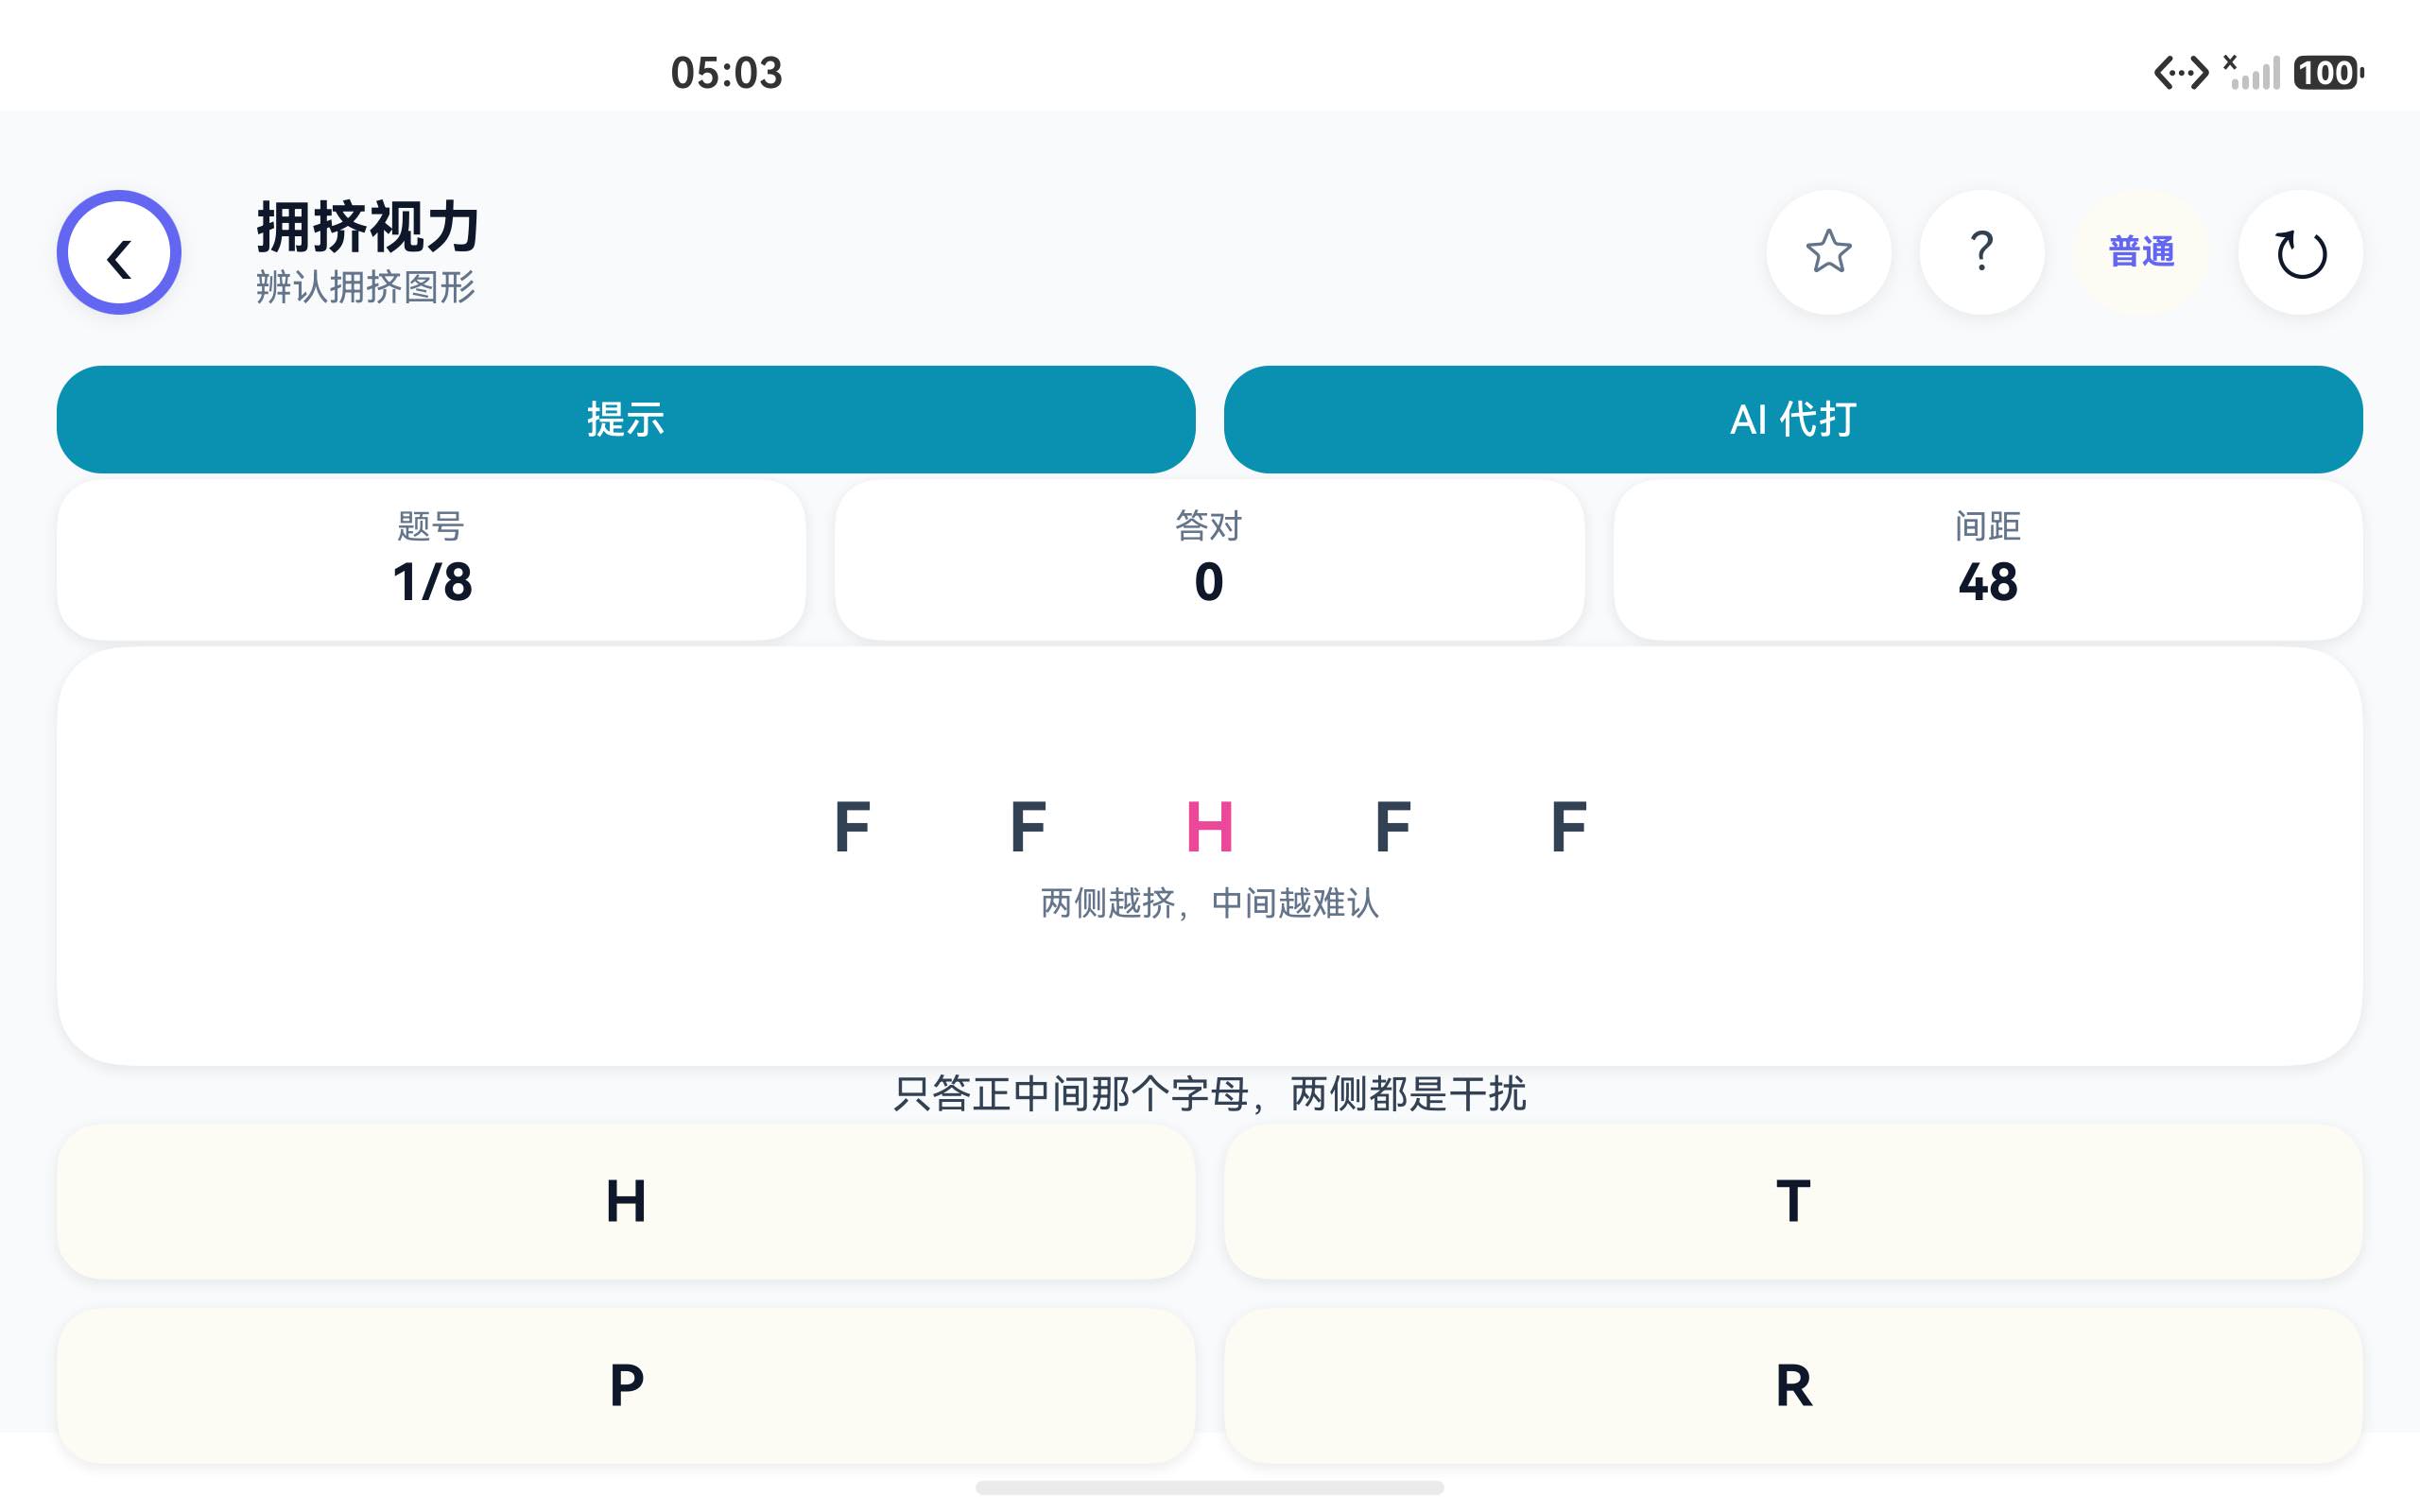 05:03
100
拥挤视力
辨认拥挤图形
?
普通
提示
AI 代打
题号
1/8
答对
0
间距
48
F F H F F
两侧越挤，中间越难认
只答正中间那个字母，两侧都是干扰
H
T
P
R